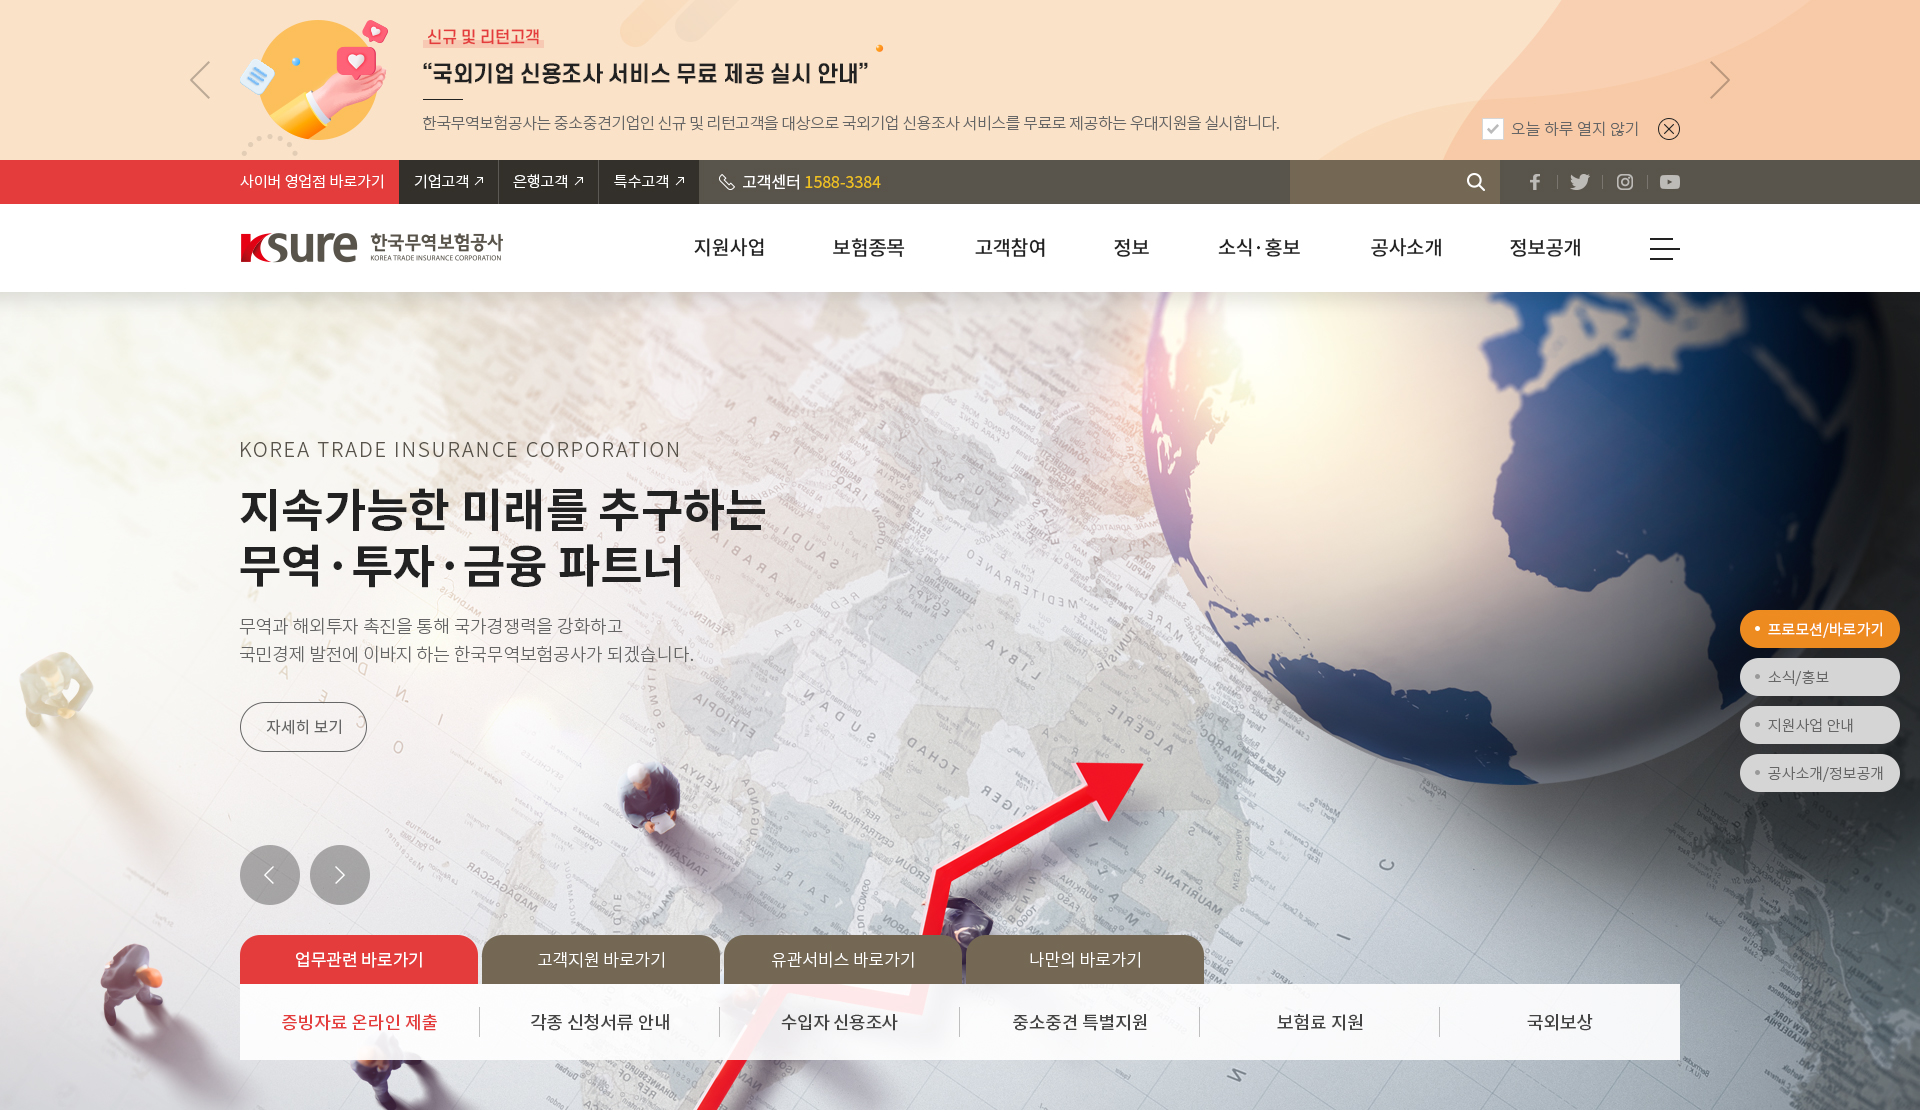 신규 및 리턴고객
“국외기업 신용조사 서비스 무료 제공 실시 안내”
한국무역보험공사는 중소중견기업인 신규 및 리턴고객을 대상으로 국외기업 신용조사 서비스를 무료로 제공하는 우대지원을 실시합니다.
오늘 하루 열지 않기
사이버 영업점 바로가기 기업고객 은행고객 특수고객 고객센터 1588-3384
ksure 한국무역보험공사
KOREA TRADE INSURANCE CORPORATION
지원사업 보험종목 고객참여 정보 소식·홍보 공사소개 정보공개
KOREA TRADE INSURANCE CORPORATION
지속가능한 미래를 추구하는
무역·투자·금융 파트너
무역과 해외투자 촉진을 통해 국가경쟁력을 강화하고
국민경제 발전에 이바지 하는 한국무역보험공사가 되겠습니다.
자세히 보기
프로모션/바로가기
소식/홍보
지원사업 안내
공사소개/정보공개
업무관련 바로가기 고객지원 바로가기 유관서비스 바로가기 나만의 바로가기
증빙자료 온라인 제출 각종 신청서류 안내 수입자 신용조사 중소중견 특별지원 보험료 지원 국외보상